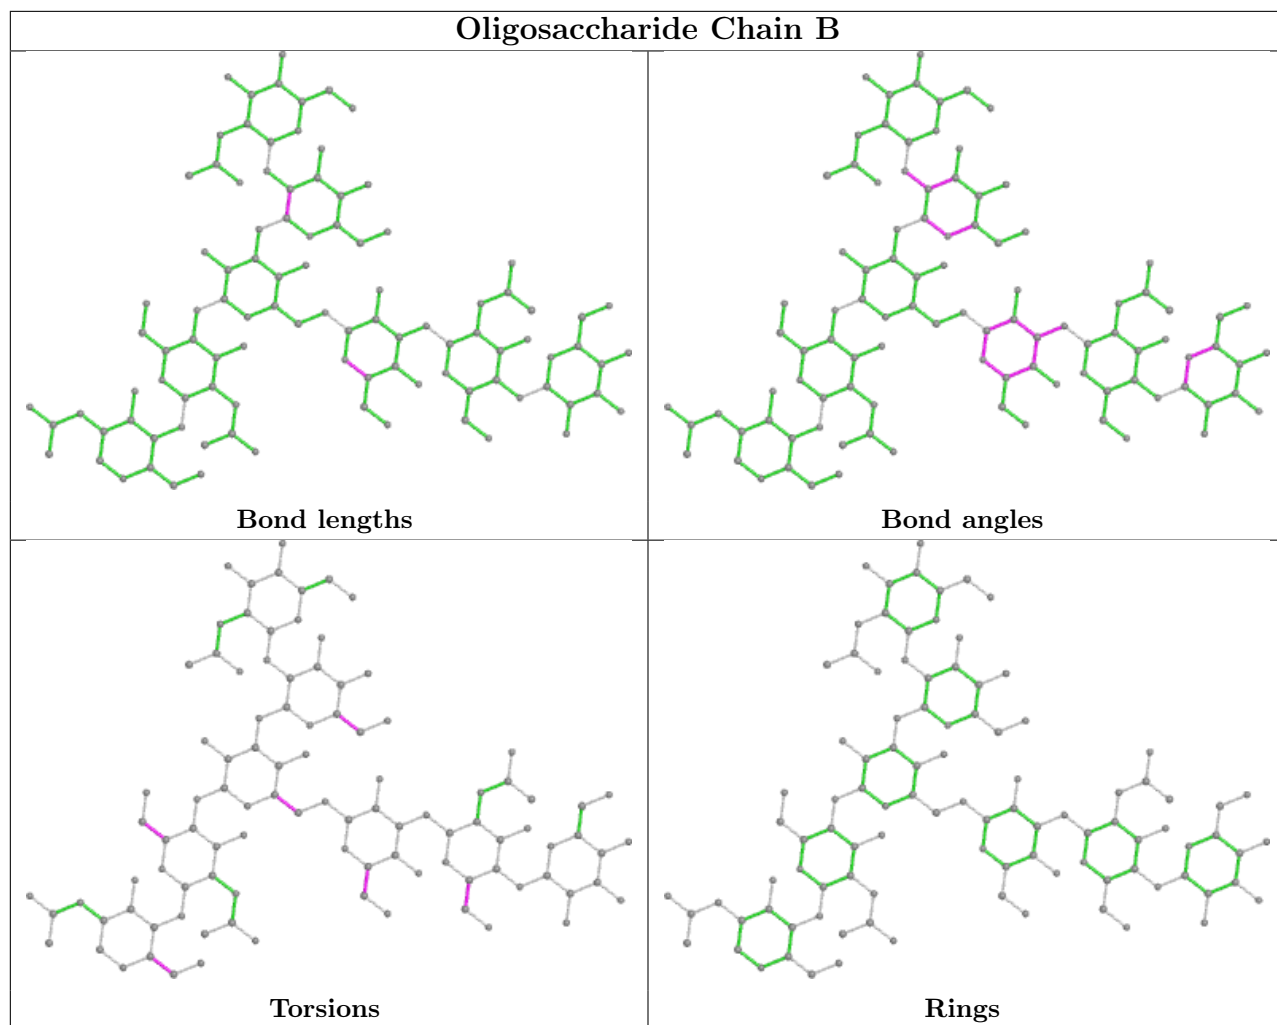 Oligosaccharide Chain B
Bond lengths
Bond angles
Torsions
Rings